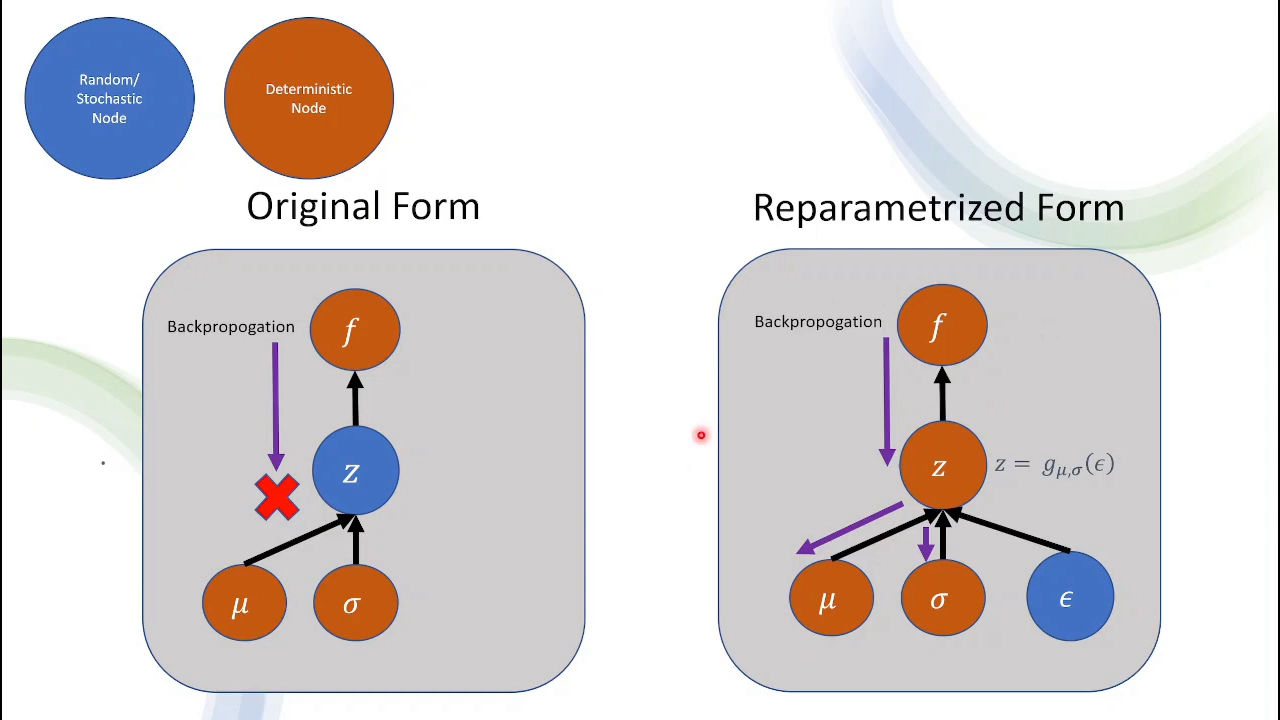 Random/
Stochastic
Node
Deterministic
Node
Original Form
Reparametrized Form
Backpropogation
f
z
μ
σ
Backpropogation
f
z
z = g_{μ,σ}(ϵ)
μ
σ
ϵ